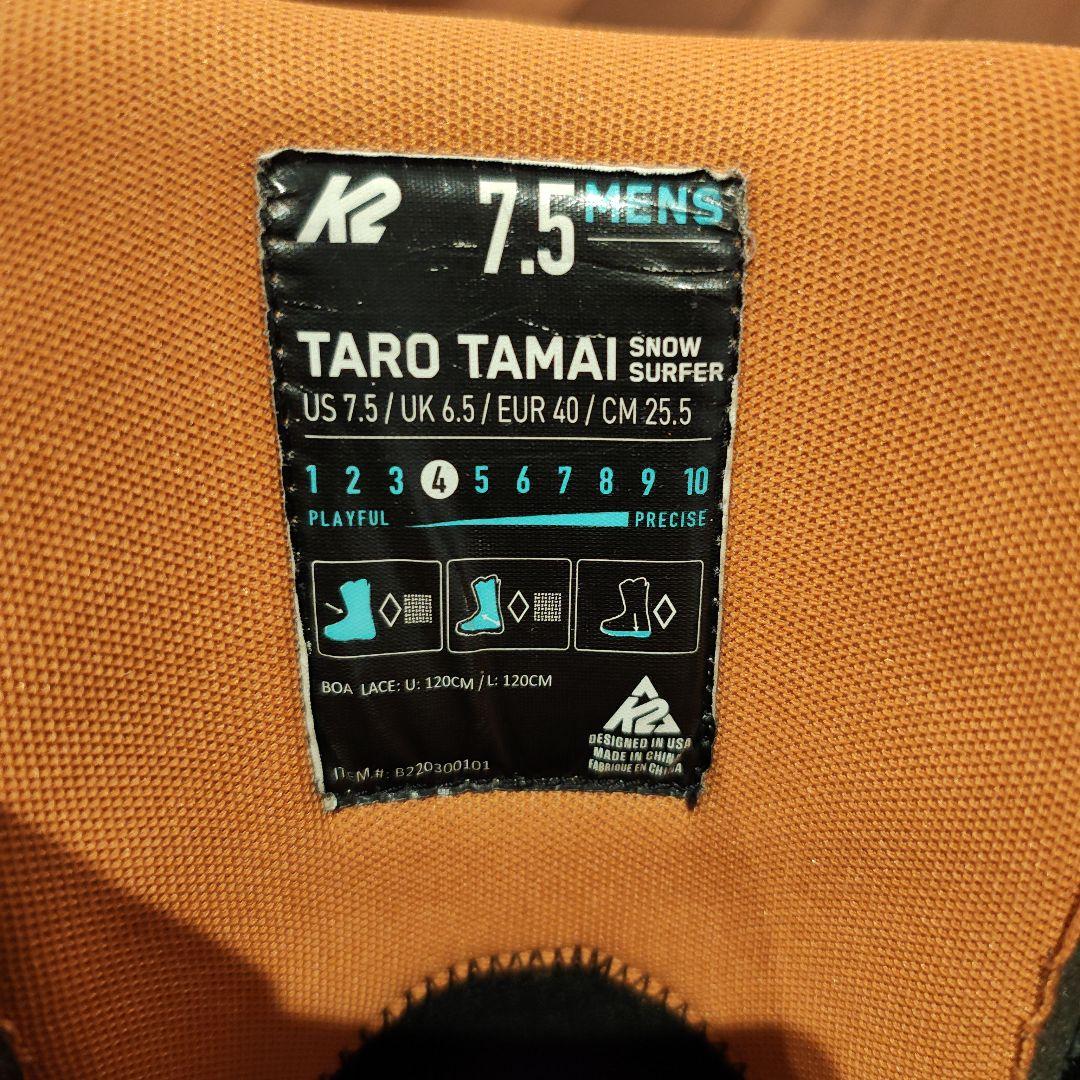 K2 7.5 MENS
TARO TAMAI SNOW SURFER
US 7.5 / UK 6.5 / EUR 40 / CM 25.5
1 2 3 4 5 6 7 8 9 10
PLAYFUL PRECISE
BOA LACE: U: 120CM / L: 120CM
K2
DESIGNED IN USA
MADE IN CHINA
FABRIQUE EN CHINA
ITEM.#: B220300101